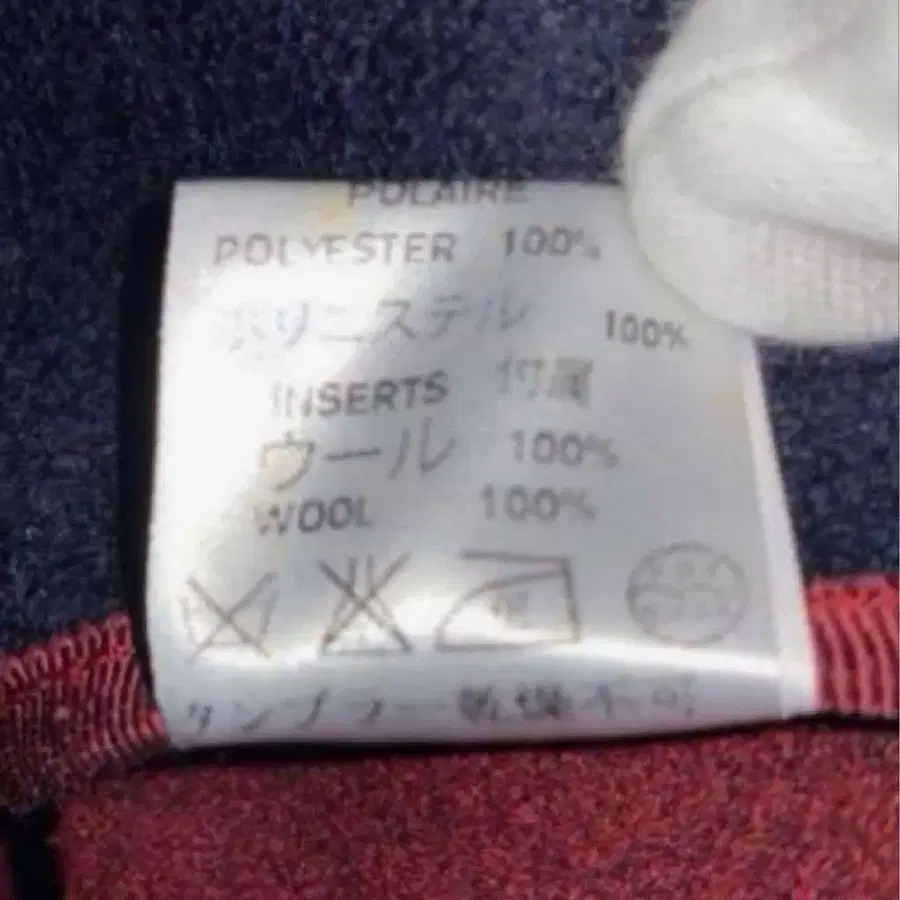 POLAIRE
POLYESTER 100%
ポリエステル 100%
INSERTS 付属
ウール 100%
WOOL 100%
タンブラー乾燥不可